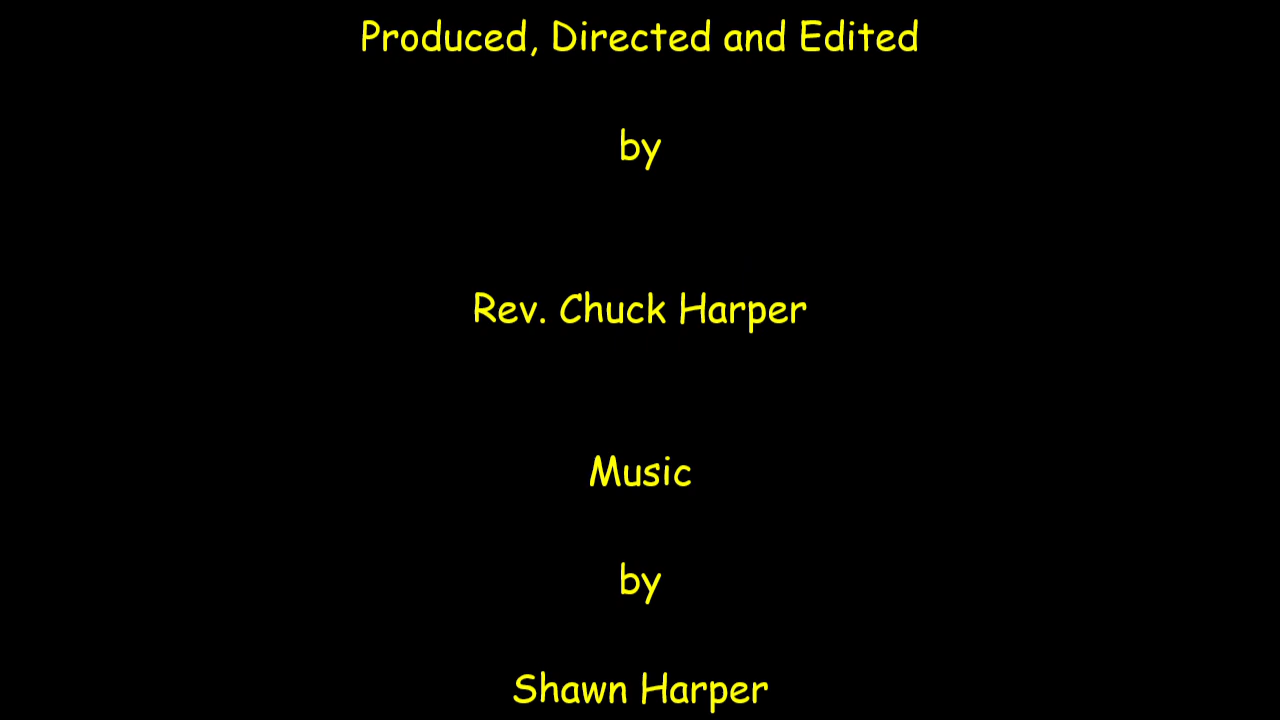 Produced, Directed and Edited
by
Rev. Chuck Harper
Music
by
Shawn Harper